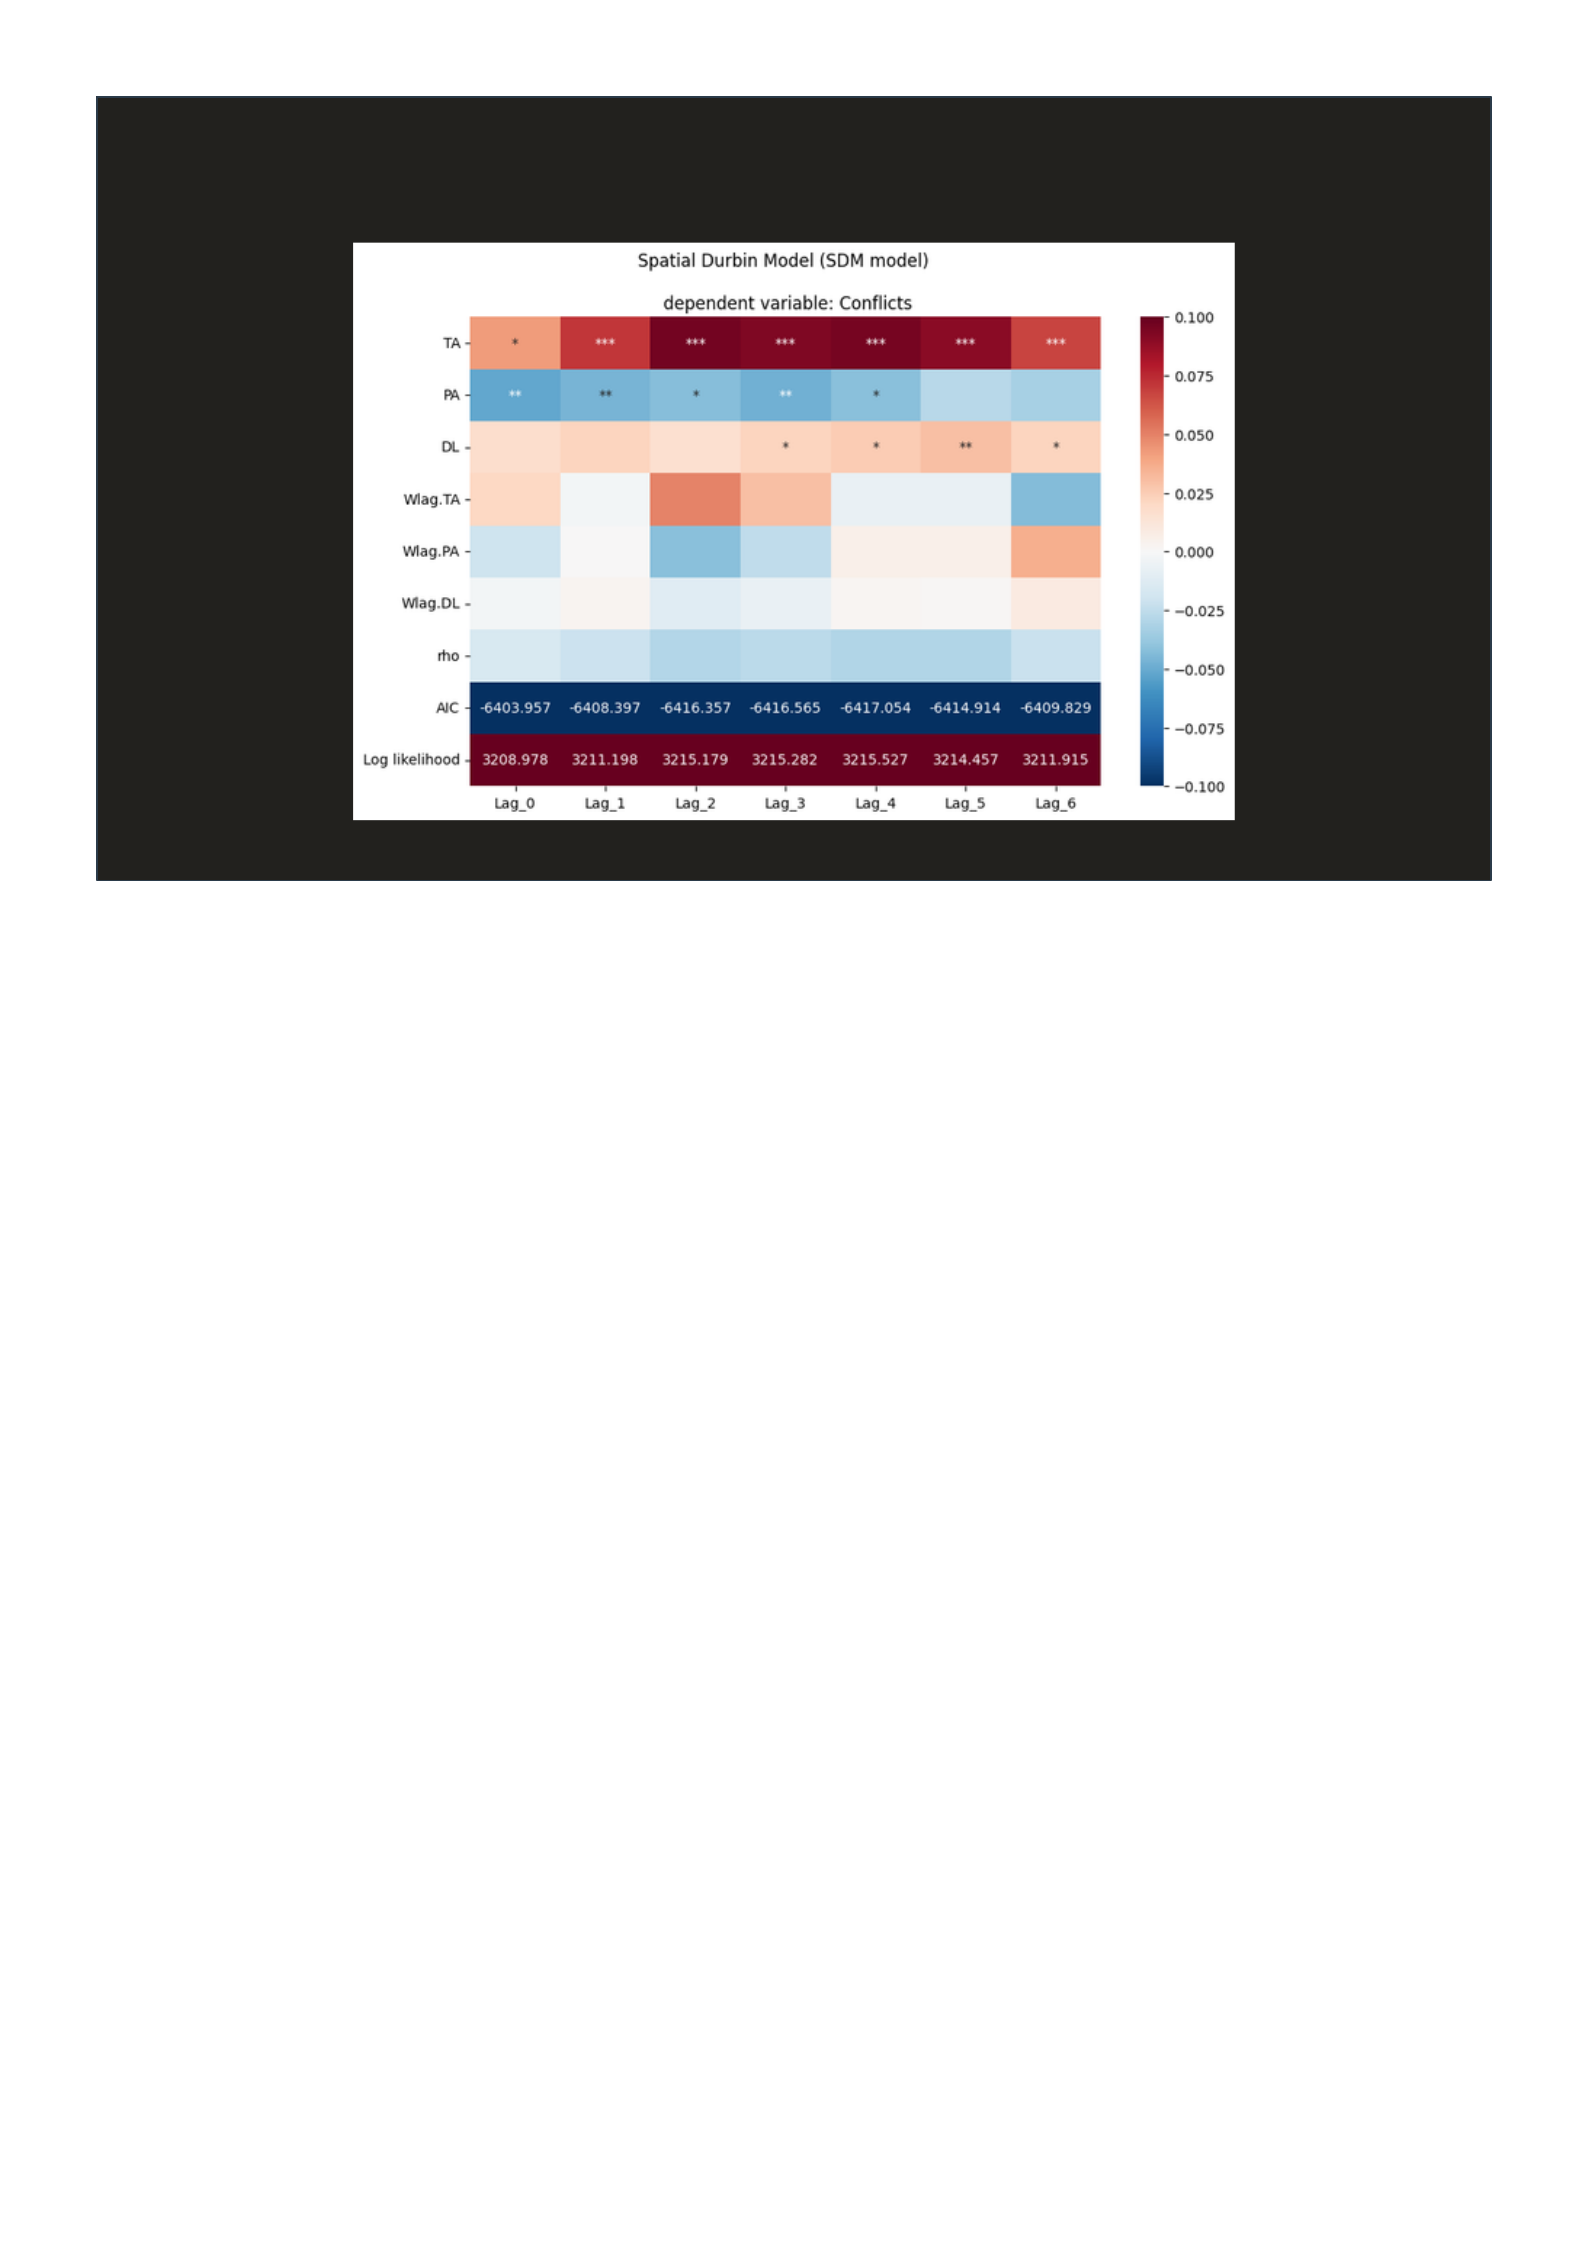 Spatial Durbin Model (SDM model)
dependent variable: Conflicts
TA * *** *** *** *** *** ***
PA ** ** * ** *
DL * * ** *
Wlag.TA
Wlag.PA
Wlag.DL
rho
AIC -6403.957 -6408.397 -6416.357 -6416.565 -6417.054 -6414.914 -6409.829
Log likelihood 3208.978 3211.198 3215.179 3215.282 3215.527 3214.457 3211.915
Lag_0 Lag_1 Lag_2 Lag_3 Lag_4 Lag_5 Lag_6
0.100
0.075
0.050
0.025
0.000
−0.025
−0.050
−0.075
−0.100